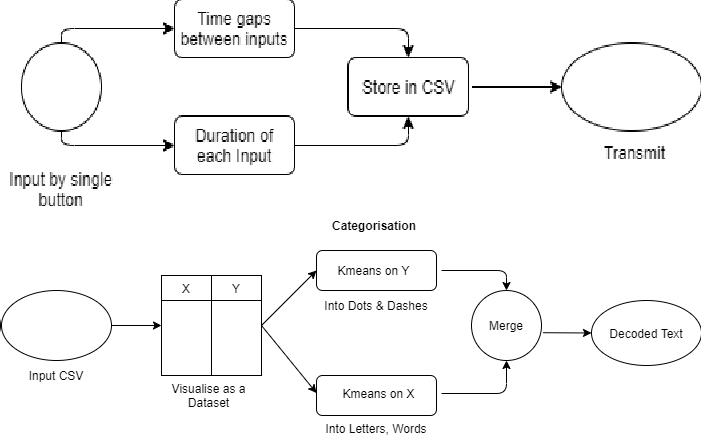 Time gaps
between inputs
Store in CSV
Duration of
each Input
Transmit
Input by single
button
Categorisation
Kmeans on Y
X
Y
Into Dots & Dashes
Merge
Decoded Text
Input CSV
Visualise as a
Dataset
Kmeans on X
Into Letters, Words